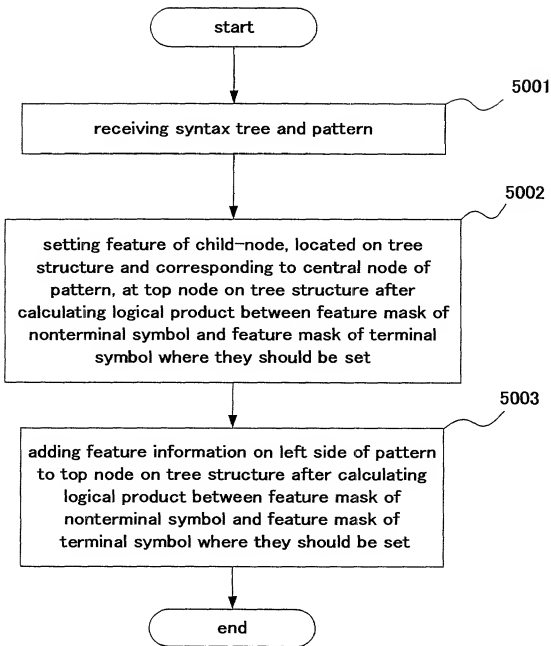 start
5001
receiving syntax tree and pattern
5002
setting feature of child-node, located on tree
structure and corresponding to central node of
pattern, at top node on tree structure after
calculating logical product between feature mask of
nonterminal symbol and feature mask of terminal
symbol where they should be set
5003
adding feature information on left side of pattern
to top node on tree structure after calculating
logical product between feature mask of
nonterminal symbol and feature mask of
terminal symbol where they should be set
end